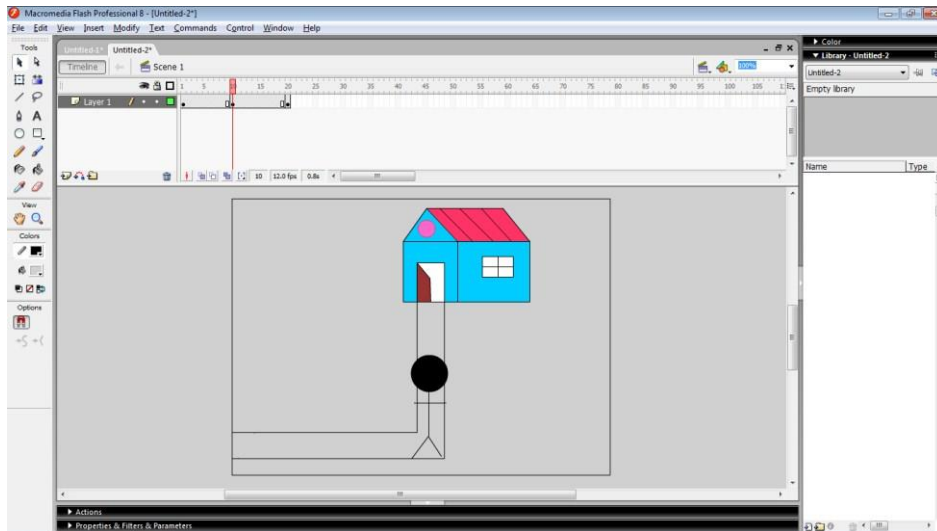 Macromedia Flash Professional 8 - [Untitled-2*]
File Edit View Insert Modify Text Commands Control Window Help
Tools
View
Colors
Options
Untitled-1* Untitled-2*
Timeline Scene 1 100%
1 5 10 15 20 25 30 35 40 45 50 55 60 65 70 75 80 85 90 95 100 105
Layer 1
10 12.0 fps 0.8s
Actions
Properties & Filters & Parameters
Color
Library - Untitled-2
Untitled-2
Empty library
Name Type